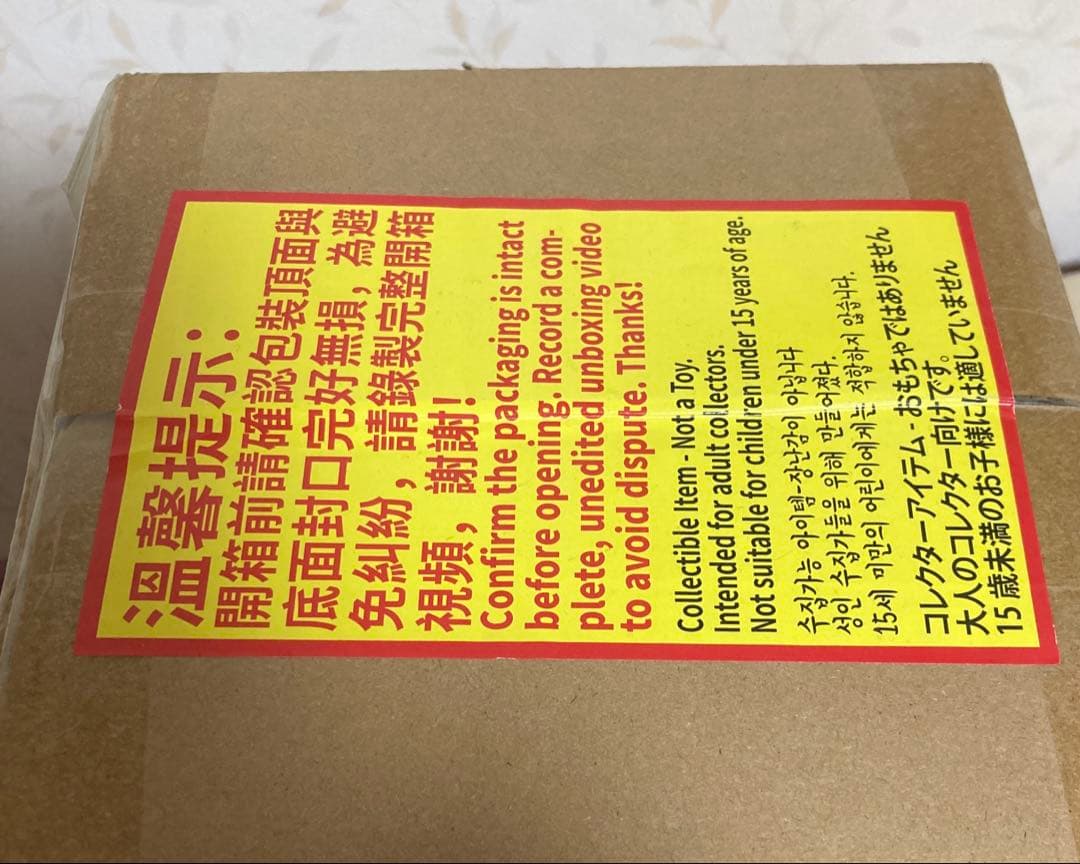 溫馨提示：
開箱前請確認包裝頂面與
底面封口完好無損，為避
免糾紛，請錄製完整開箱
視頻，謝謝！
Confirm the packaging is intact
before opening. Record a com-
plete, unedited unboxing video
to avoid dispute. Thanks!
Collectible Item - Not a Toy.
Intended for adult collectors.
Not suitable for children under 15 years of age.
수집가능 아이템-장난감이 아닙니다
성인 수집가들을 위해 만들어졌다.
15세 미만의 어린이에게는 적합하지 않습니다.
コレクターアイテム - おもちゃではありません
大人のコレクター向けです。
15 歳未満のお子様には適していません